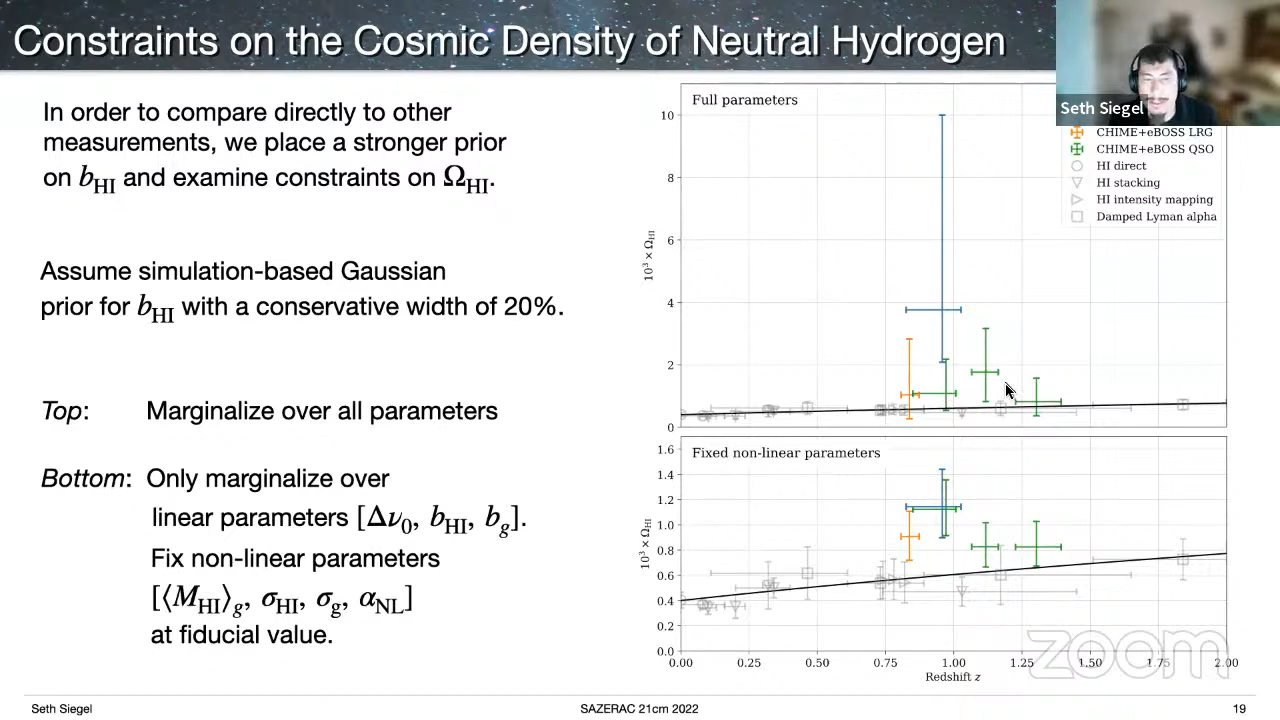 Constraints on the Cosmic Density of Neutral Hydrogen
Seth Siegel
In order to compare directly to other
measurements, we place a stronger prior
on b_HI and examine constraints on Ω_HI.
Assume simulation-based Gaussian
prior for b_HI with a conservative width of 20%.
Top: Marginalize over all parameters
Bottom: Only marginalize over
linear parameters [Δν₀, b_HI, b_g].
Fix non-linear parameters
[⟨M_HI⟩_g, σ_HI, σ_g, α_NL]
at fiducial value.
Full parameters
CHIME+eBOSS LRG
CHIME+eBOSS QSO
HI direct
HI stacking
HI intensity mapping
Damped Lyman alpha
10³ × Ω_HI
10
8
6
4
2
0
Fixed non-linear parameters
10³ × Ω_HI
1.6
1.4
1.2
1.0
0.8
0.6
0.4
0.2
0.0
0.00 0.25 0.50 0.75 1.00 1.25 1.50 1.75 2.00
Redshift z
zoom
Seth Siegel
SAZERAC 21cm 2022
19